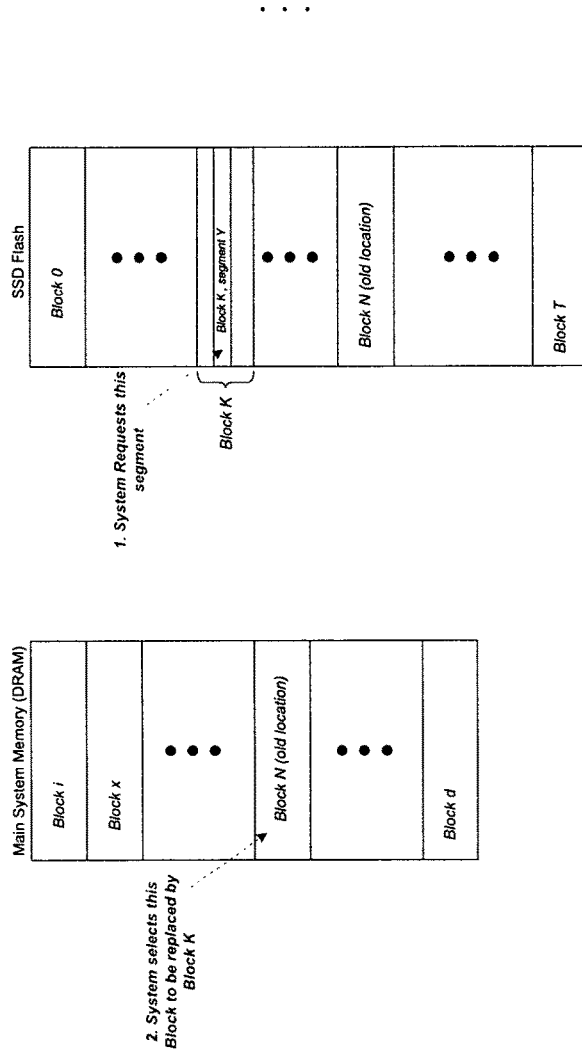 SSD Flash
Block 0
1. System Requests this
segment
Block K , segment Y
Block K
Block N (old location)
Block T
Main System Memory (DRAM)
Block i
Block x
2. System selects this
Block to be replaced by
Block K
Block N (old location)
Block d